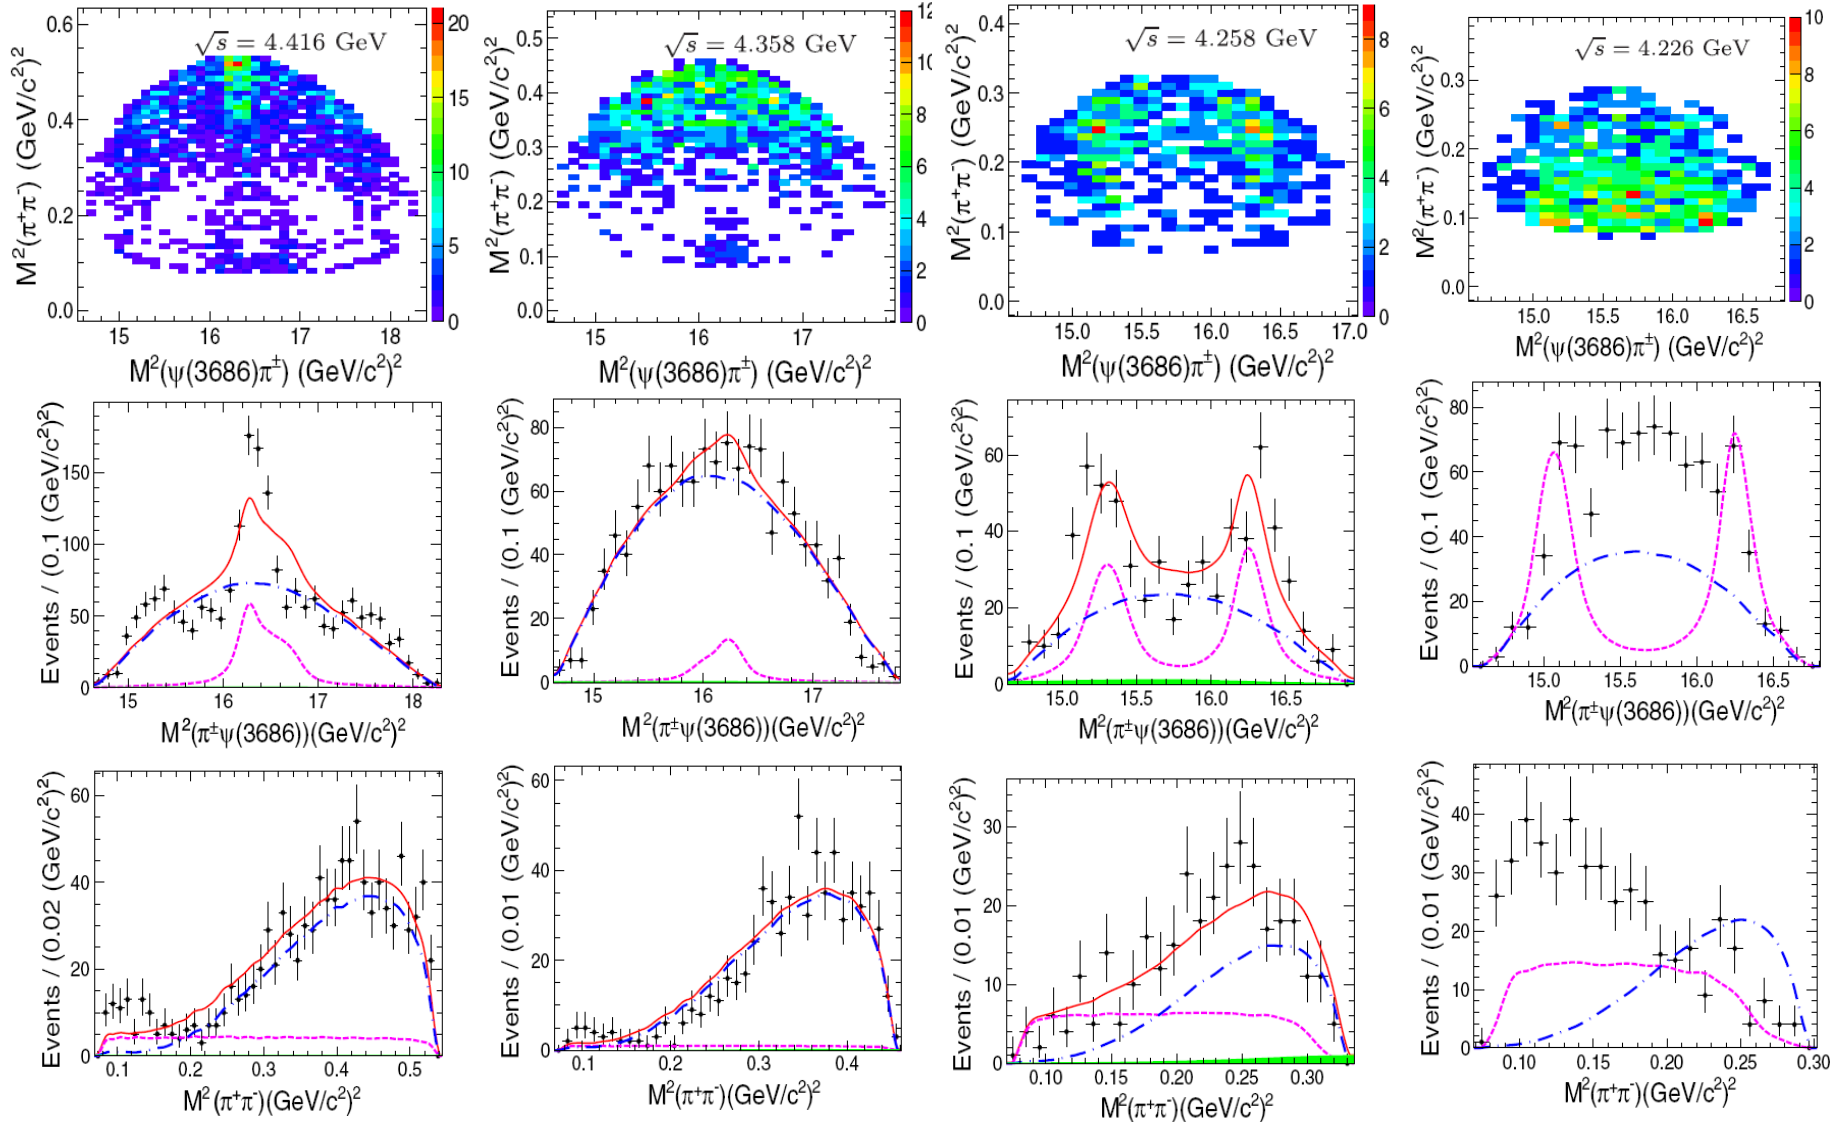 √s = 4.416 GeV
M²(π⁺π⁻) (GeV/c²)²
0.6
0.4
0.2
0.0
15 16 17 18
20
15
10
5
0
M²(ψ(3686)π±) (GeV/c²)²
√s = 4.358 GeV
M²(π⁺π⁻) (GeV/c²)²
0.5
0.4
0.3
0.2
0.1
0.0
15 16 17
12
10
8
6
4
2
0
M²(ψ(3686)π±) (GeV/c²)²
√s = 4.258 GeV
M²(π⁺π⁻) (GeV/c²)²
0.4
0.3
0.2
0.1
0.0
15.0 15.5 16.0 16.5 17.0
8
6
4
2
0
M²(ψ(3686)π±) (GeV/c²)²
√s = 4.226 GeV
M²(π⁺π⁻) (GeV/c²)²
0.3
0.2
0.1
0.0
15.0 15.5 16.0 16.5
10
8
6
4
2
0
M²(ψ(3686)π±) (GeV/c²)²
Events / (0.1 (GeV/c²)²)
150
100
50
0
15 16 17 18
M²(π±ψ(3686))(GeV/c²)²
Events / (0.1 (GeV/c²)²)
80
60
40
20
0
15 16 17
M²(π±ψ(3686))(GeV/c²)²
Events / (0.1 (GeV/c²)²)
60
40
20
0
15.0 15.5 16.0 16.5
M²(π±ψ(3686))(GeV/c²)²
Events / (0.1 (GeV/c²)²)
80
60
40
20
0
15.0 15.5 16.0 16.5
M²(π±ψ(3686))(GeV/c²)²
Events / (0.02 (GeV/c²)²)
60
40
20
0
0.1 0.2 0.3 0.4 0.5
M²(π⁺π⁻)(GeV/c²)²
Events / (0.01 (GeV/c²)²)
60
40
20
0
0.1 0.2 0.3 0.4
M²(π⁺π⁻)(GeV/c²)²
Events / (0.01 (GeV/c²)²)
30
20
10
0
0.10 0.15 0.20 0.25 0.30
M²(π⁺π⁻)(GeV/c²)²
Events / (0.01 (GeV/c²)²)
40
30
20
10
0
0.10 0.15 0.20 0.25 0.30
M²(π⁺π⁻)(GeV/c²)²